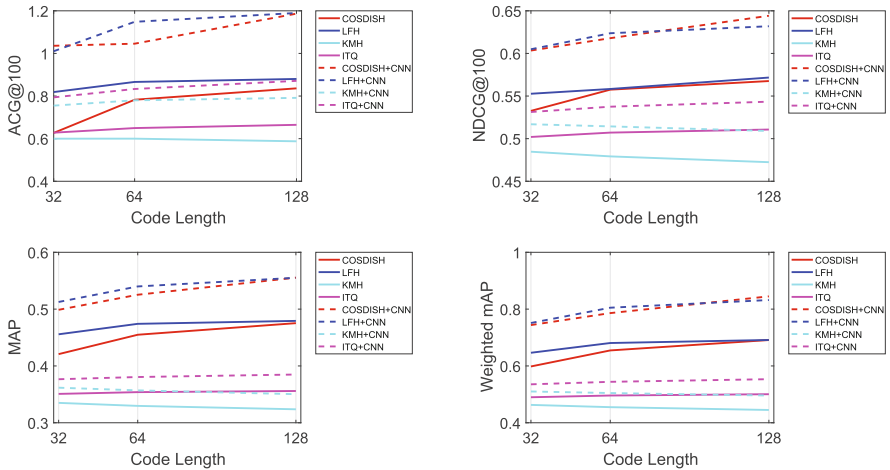 1.2
1
0.8
0.6
0.4
ACG@100
32
64
128
Code Length
COSDISH
LFH
KMH
ITQ
COSDISH+CNN
LFH+CNN
KMH+CNN
ITQ+CNN
0.65
0.6
0.55
0.5
0.45
NDCG@100
32
64
128
Code Length
COSDISH
LFH
KMH
ITQ
COSDISH+CNN
LFH+CNN
KMH+CNN
ITQ+CNN
0.6
0.5
0.4
0.3
MAP
32
64
128
Code Length
COSDISH
LFH
KMH
ITQ
COSDISH+CNN
LFH+CNN
KMH+CNN
ITQ+CNN
1
0.8
0.6
0.4
Weighted mAP
32
64
128
Code Length
COSDISH
LFH
KMH
ITQ
COSDISH+CNN
LFH+CNN
KMH+CNN
ITQ+CNN